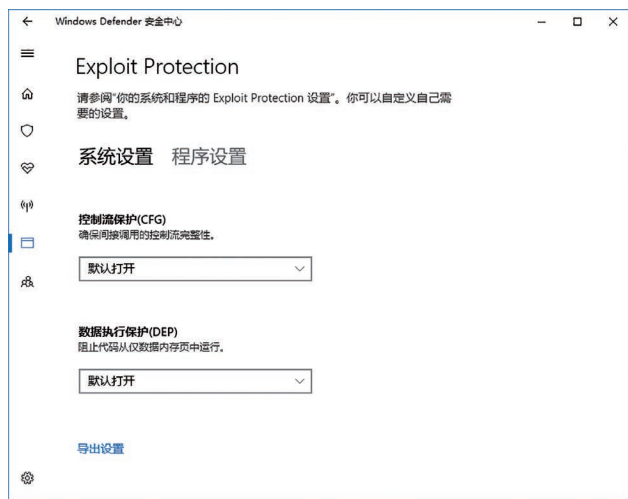 Windows Defender 安全中心
Exploit Protection
请参阅“你的系统和程序的 Exploit Protection 设置”。你可以自定义自己需
要的设置。
系统设置 程序设置
控制流保护(CFG)
确保间接调用的控制流完整性。
默认打开
数据执行保护(DEP)
阻止代码从仅数据内存页中运行。
默认打开
导出设置